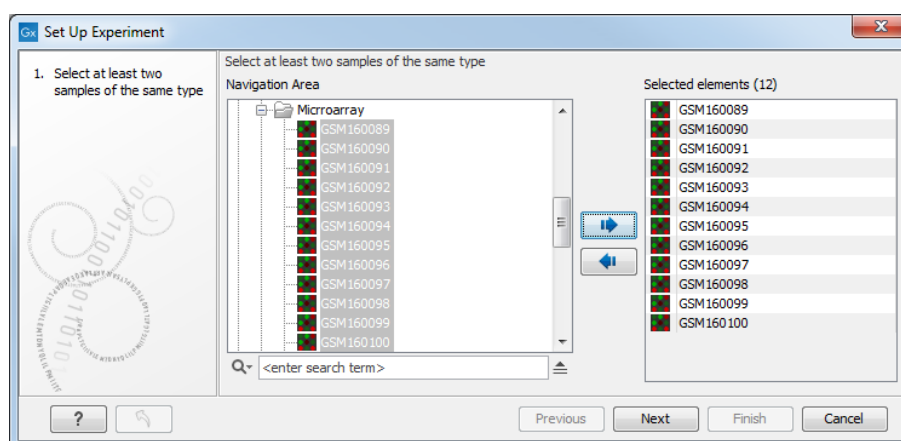 Gx Set Up Experiment
1. Select at least two
samples of the same type
Select at least two samples of the same type
Navigation Area
Micrroarray
GSM160089
GSM160090
GSM160091
GSM160092
GSM160093
GSM160094
GSM160095
GSM160096
GSM160097
GSM160098
GSM160099
GSM160100
<enter search term>
Selected elements (12)
GSM160089
GSM160090
GSM160091
GSM160092
GSM160093
GSM160094
GSM160095
GSM160096
GSM160097
GSM160098
GSM160099
GSM160100
?
Previous
Next
Finish
Cancel